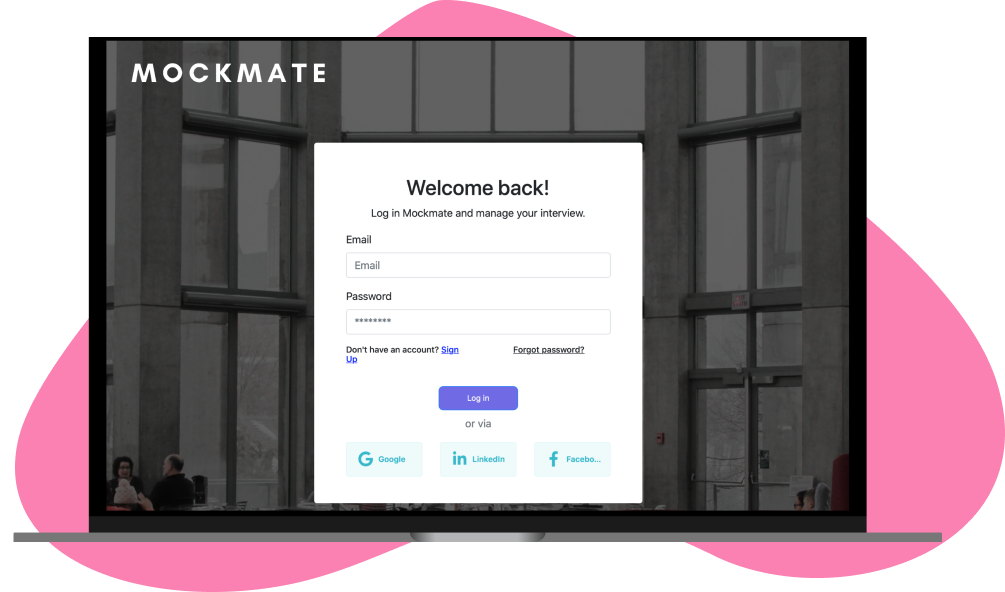 MOCKMATE
Welcome back!
Log in Mockmate and manage your interview.
Email
Email
Password
********
Don't have an account? Sign
Up
Forgot password?
Log in
or via
Google
LinkedIn
Facebo...